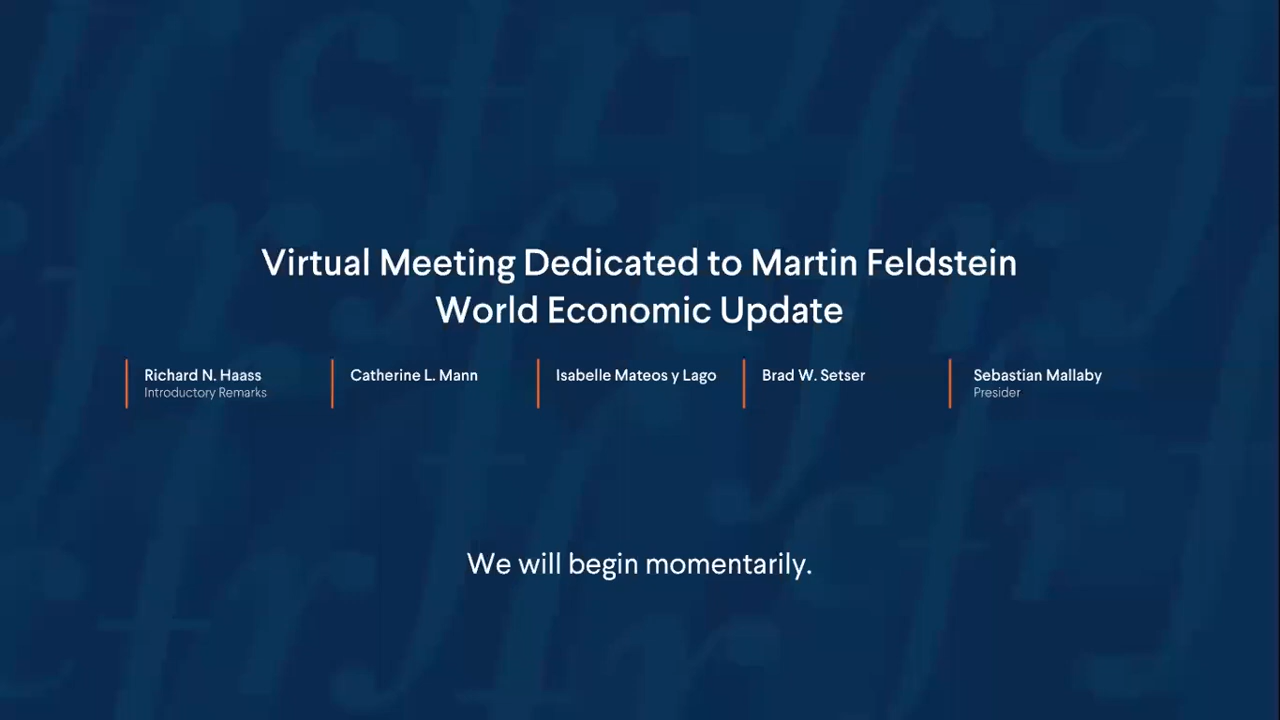 Virtual Meeting Dedicated to Martin Feldstein
World Economic Update
Richard N. Haass
Introductory Remarks
Catherine L. Mann
Isabelle Mateos y Lago
Brad W. Setser
Sebastian Mallaby
Presider
We will begin momentarily.